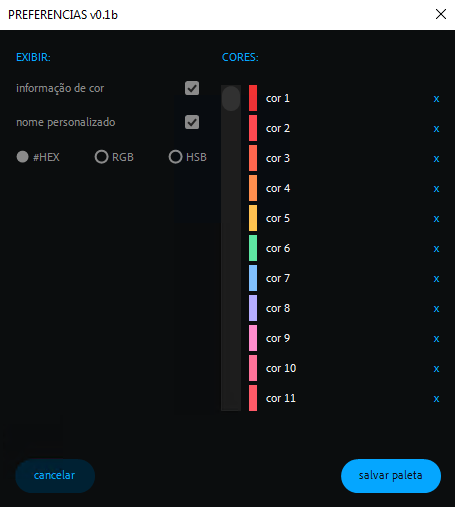 PREFERENCIAS v0.1b
EXIBIR:
informação de cor
nome personalizado
#HEX RGB HSB
CORES:
cor 1 x
cor 2 x
cor 3 x
cor 4 x
cor 5 x
cor 6 x
cor 7 x
cor 8 x
cor 9 x
cor 10 x
cor 11 x
cancelar
salvar paleta